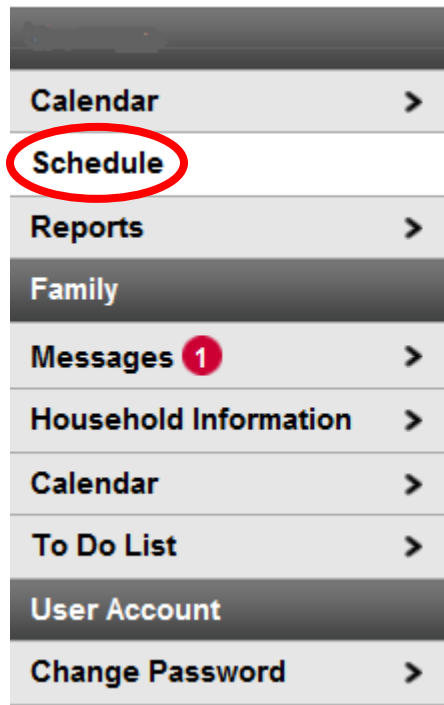 Calendar
Schedule
Reports
Family
Messages 1
Household Information
Calendar
To Do List
User Account
Change Password